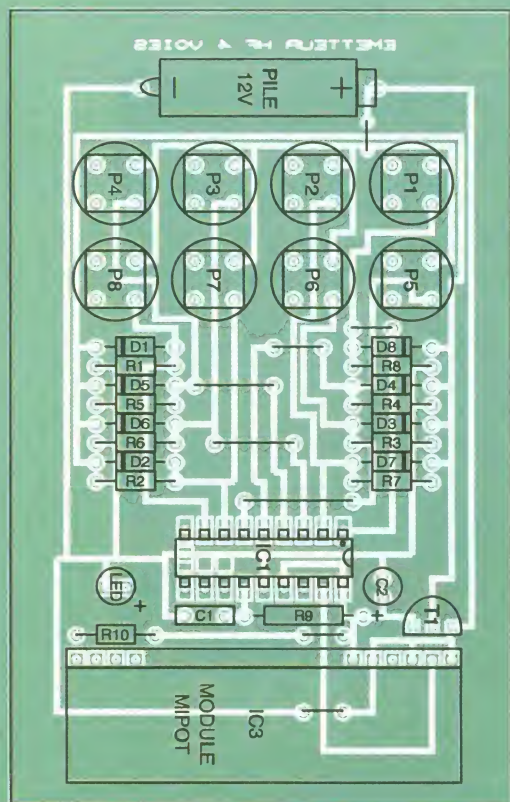 EMETTEUR HF 4 VOIES
- PILE 12V +
P4 P3 P2 P1
P8 P7 P6 P5
D1 D8
R1 R8
D5 D4
R5 R4
D6 D3
R6 R3
D2 D7
R2 R7
IC1
LED + C1 R9 + C2 T1
R10
IC3
MODULE
MIPOT